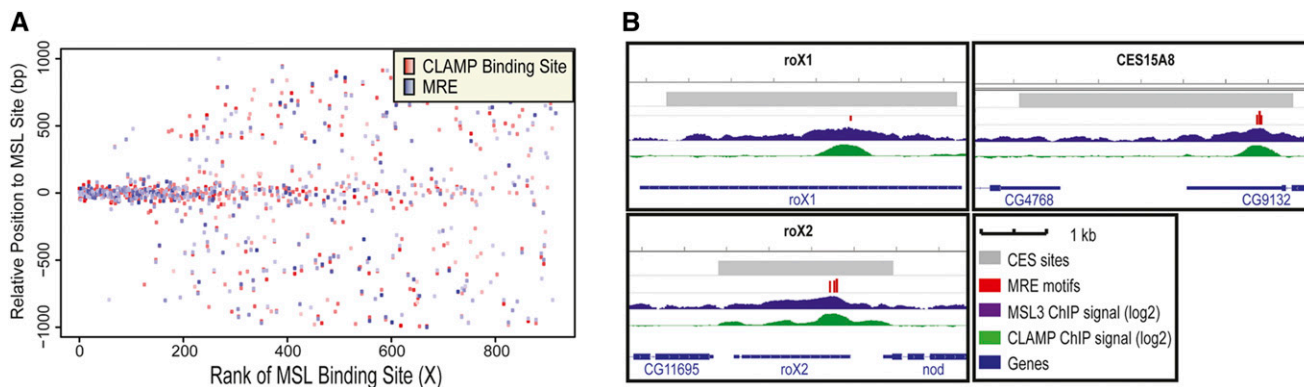 A
Relative Position to MSL Site (bp)
1000
500
0
−500
−1000
CLAMP Binding Site
MRE
0 200 400 600 800
Rank of MSL Binding Site (X)
B
roX1
roX1
CES15A8
CG4768 CG9132
roX2
CG11695 roX2 nod
1 kb
CES sites
MRE motifs
MSL3 ChIP signal (log2)
CLAMP ChIP signal (log2)
Genes